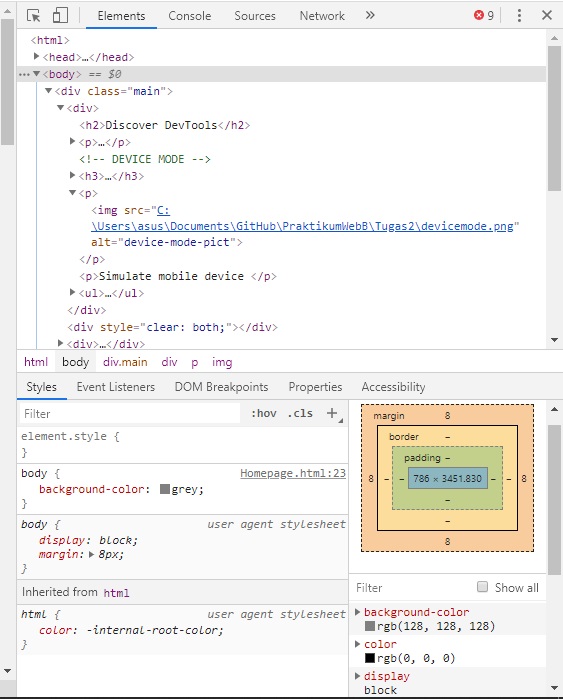 Elements Console Sources Network » 9
<html>
<head>…</head>
<body> == $0
<div class="main">
<div>
<h2>Discover DevTools</h2>
<p>…</p>
<!-- DEVICE MODE -->
<h3>…</h3>
<p>
<img src="C:
\Users\asus\Documents\GitHub\PraktikumWebB\Tugas2\devicemode.png"
alt="device-mode-pict">
</p>
<p>Simulate mobile device </p>
<ul>…</ul>
</div>
<div style="clear: both;"></div>
<div>…</div>
html body div.main div p img
Styles Event Listeners DOM Breakpoints Properties Accessibility
Filter :hov .cls +
element.style {
}
body { Homepage.html:23
background-color: grey;
}
body { user agent stylesheet
display: block;
margin: 8px;
}
Inherited from html
html { user agent stylesheet
color: -internal-root-color;
}
margin 8
border –
padding –
8 – – 786 × 3451.830 – – 8
–
–
8
Filter Show all
background-color
rgb(128, 128, 128)
color
rgb(0, 0, 0)
display
block